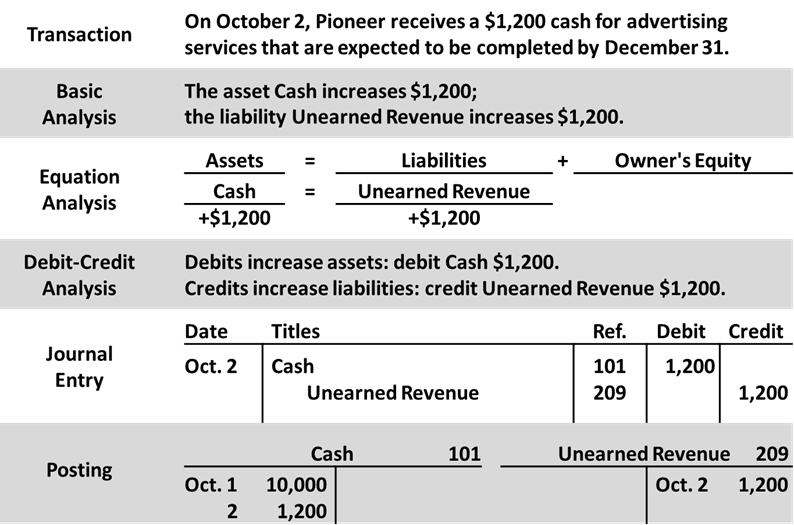 Transaction
On October 2, Pioneer receives a $1,200 cash for advertising
services that are expected to be completed by December 31.
Basic
Analysis
The asset Cash increases $1,200;
the liability Unearned Revenue increases $1,200.
Equation
Analysis
Assets = Liabilities + Owner's Equity
Cash = Unearned Revenue
+$1,200 +$1,200
Debit-Credit
Analysis
Debits increase assets: debit Cash $1,200.
Credits increase liabilities: credit Unearned Revenue $1,200.
Journal
Entry
Date Titles Ref. Debit Credit
Oct. 2 Cash 101 1,200
Unearned Revenue 209 1,200
Posting
Cash 101 Unearned Revenue 209
Oct. 1 10,000 Oct. 2 1,200
2 1,200